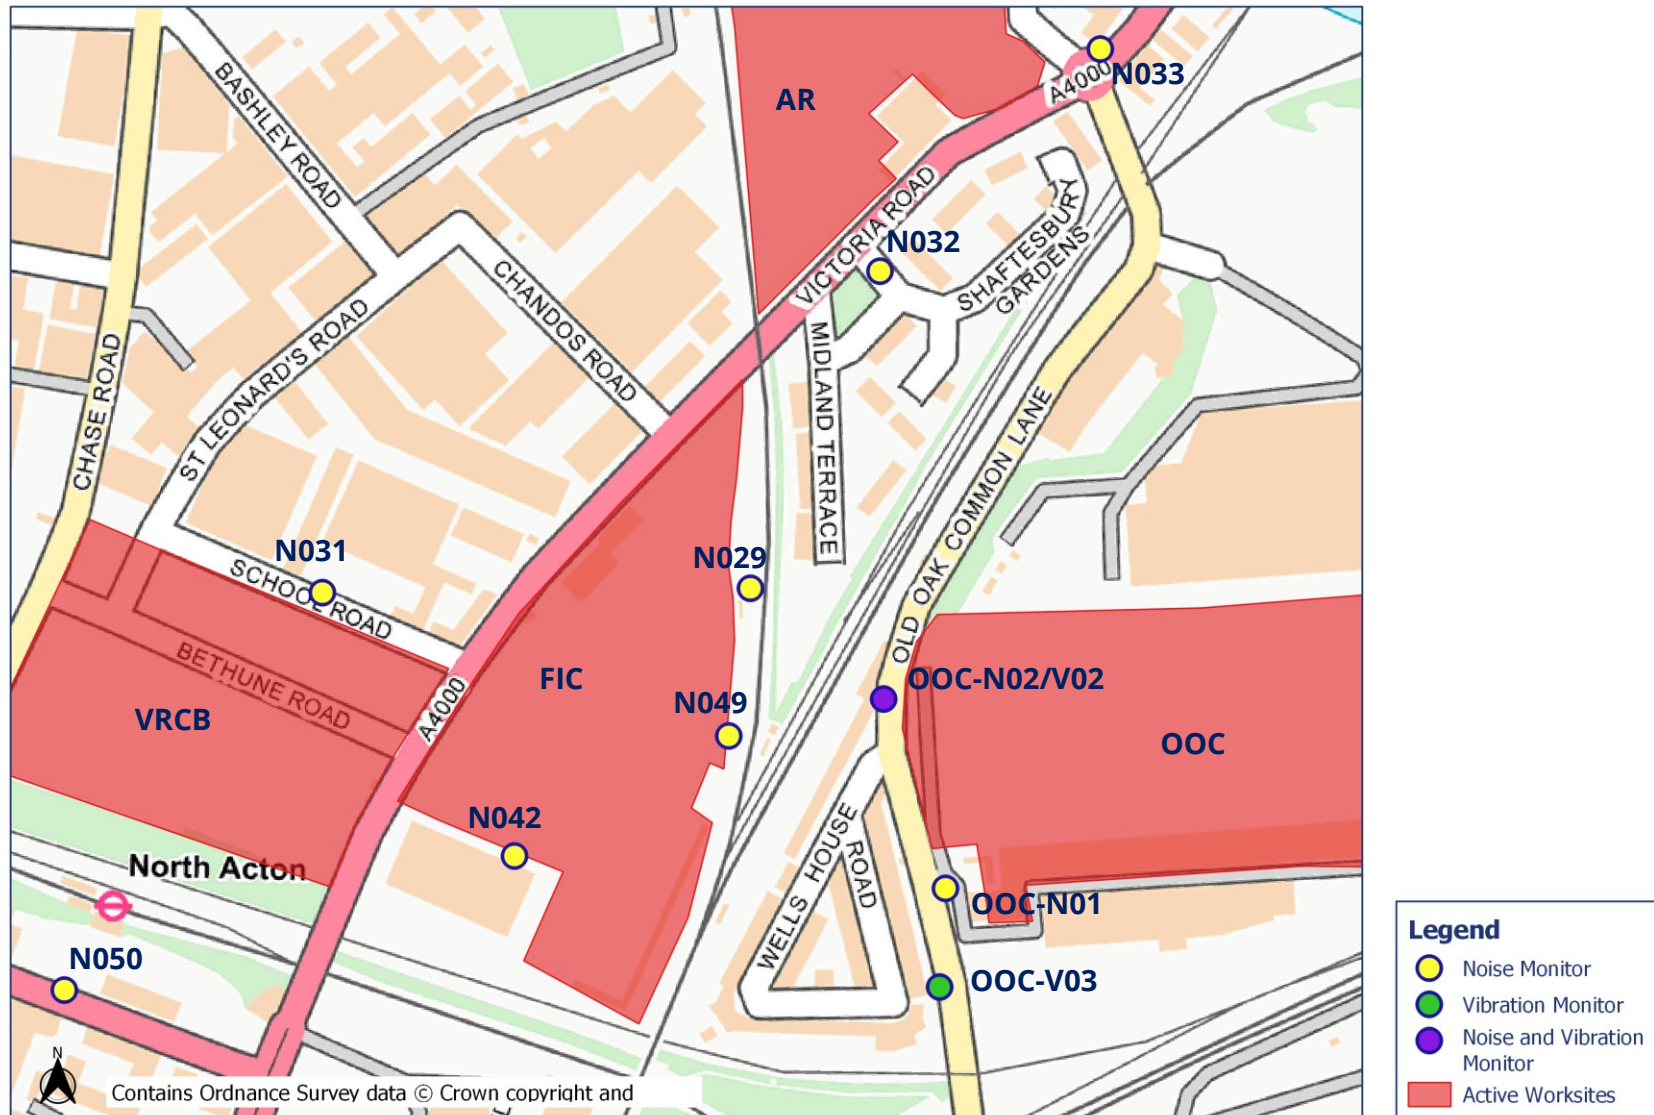 AR
A4000
N033
BASHLEY ROAD
VICTORIA ROAD
N032
SHAFTESBURY
GARDENS
CHANDOS ROAD
ST LEONARD'S ROAD
CHASE ROAD
MIDLAND TERRACE
OLD OAK COMMON LANE
N031
SCHOOL ROAD
N029
BETHUNE ROAD
VRCB
A4000
FIC
N049
OOC-N02/V02
OOC
N042
WELLS HOUSE
ROAD
North Acton
OOC-N01
N050
OOC-V03
N
Contains Ordnance Survey data © Crown copyright and
Legend
Noise Monitor
Vibration Monitor
Noise and Vibration
Monitor
Active Worksites